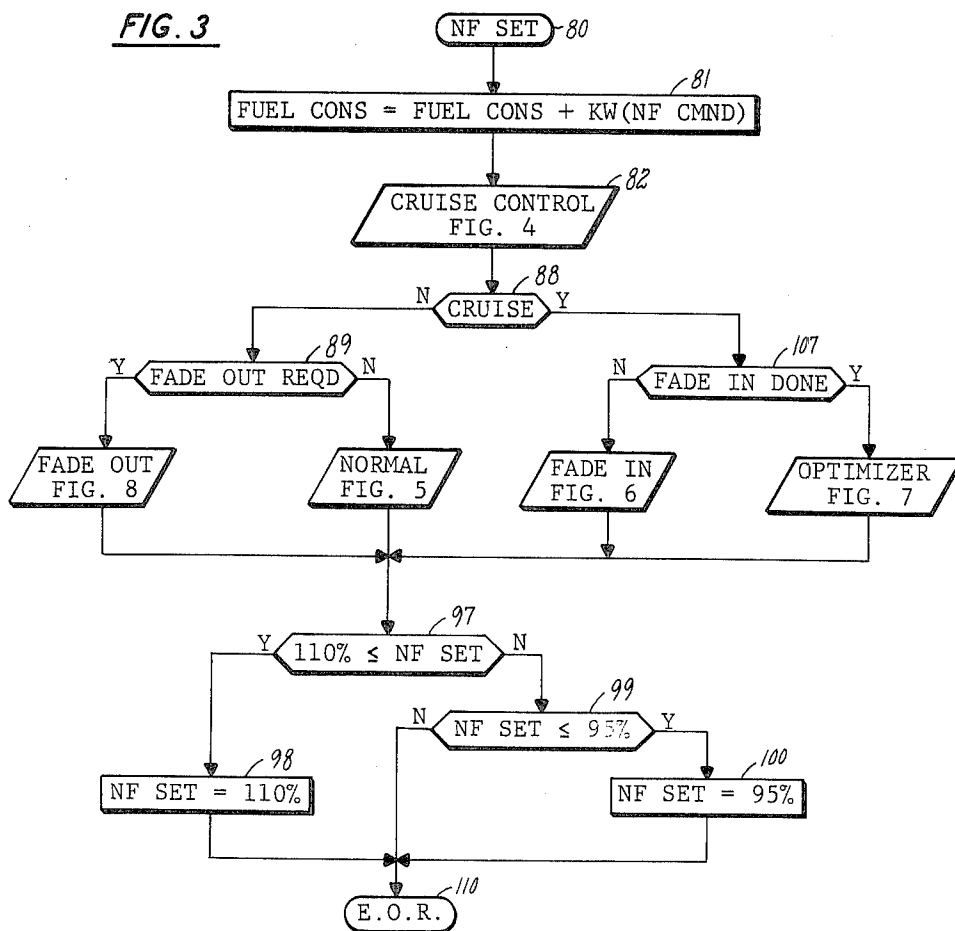 FIG. 3
NF SET
80
81
FUEL CONS = FUEL CONS + KW(NF CMND)
82
CRUISE CONTROL
FIG. 4
88
N
CRUISE
Y
89
107
Y
FADE OUT REQD
N
N
FADE IN DONE
Y
FADE OUT
FIG. 8
NORMAL
FIG. 5
FADE IN
FIG. 6
OPTIMIZER
FIG. 7
97
Y
110% ≤ NF SET
N
99
N
NF SET ≤ 95%
Y
98
100
NF SET = 110%
NF SET = 95%
110
E.O.R.